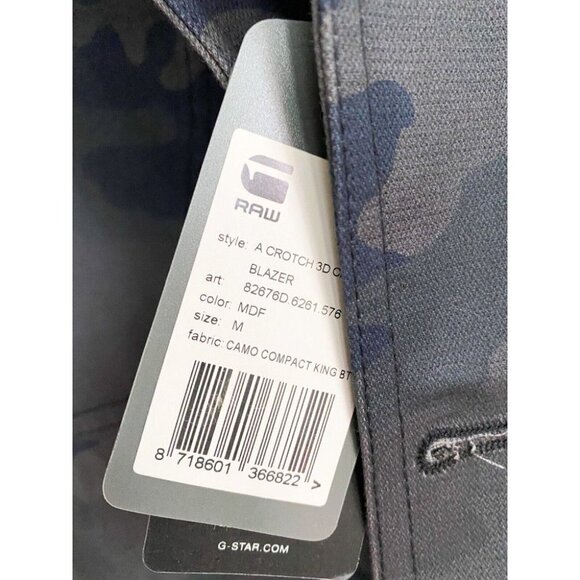 RAW
style: A CROTCH 3D
BLAZER
art: 82676D.6261.576
color: MDF
size: M
fabric: CAMO COMPACT KING BT
8 718601 366822 >
G-STAR.COM